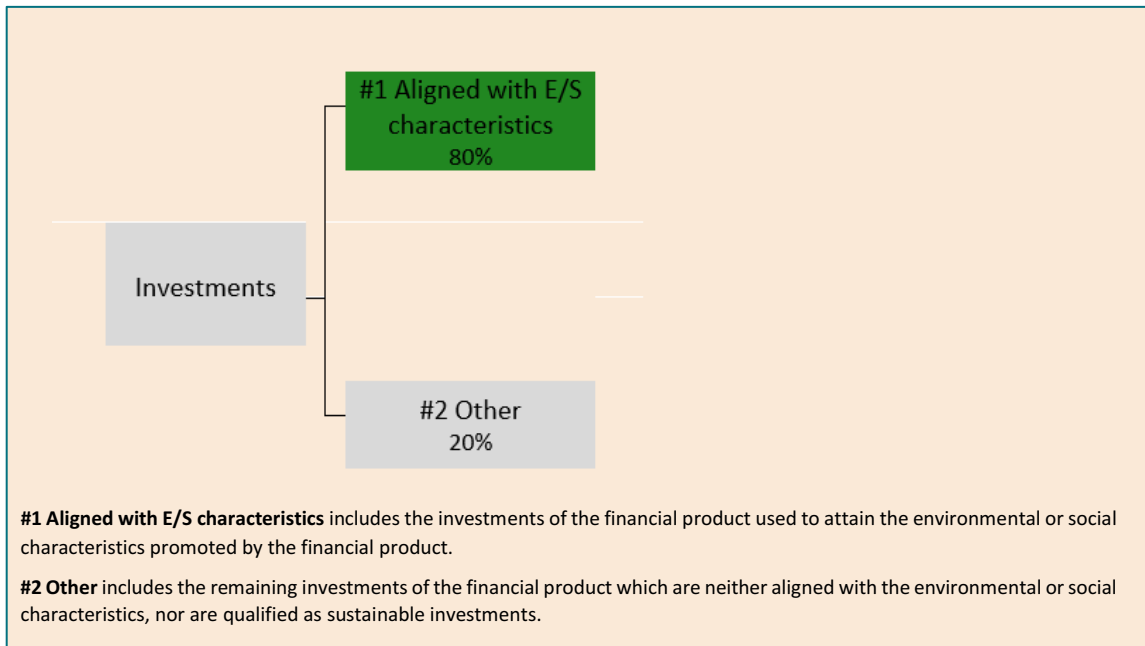 #1 Aligned with E/S
characteristics
80%
Investments
#2 Other
20%
#1 Aligned with E/S characteristics includes the investments of the financial product used to attain the environmental or social
characteristics promoted by the financial product.
#2 Other includes the remaining investments of the financial product which are neither aligned with the environmental or social
characteristics, nor are qualified as sustainable investments.